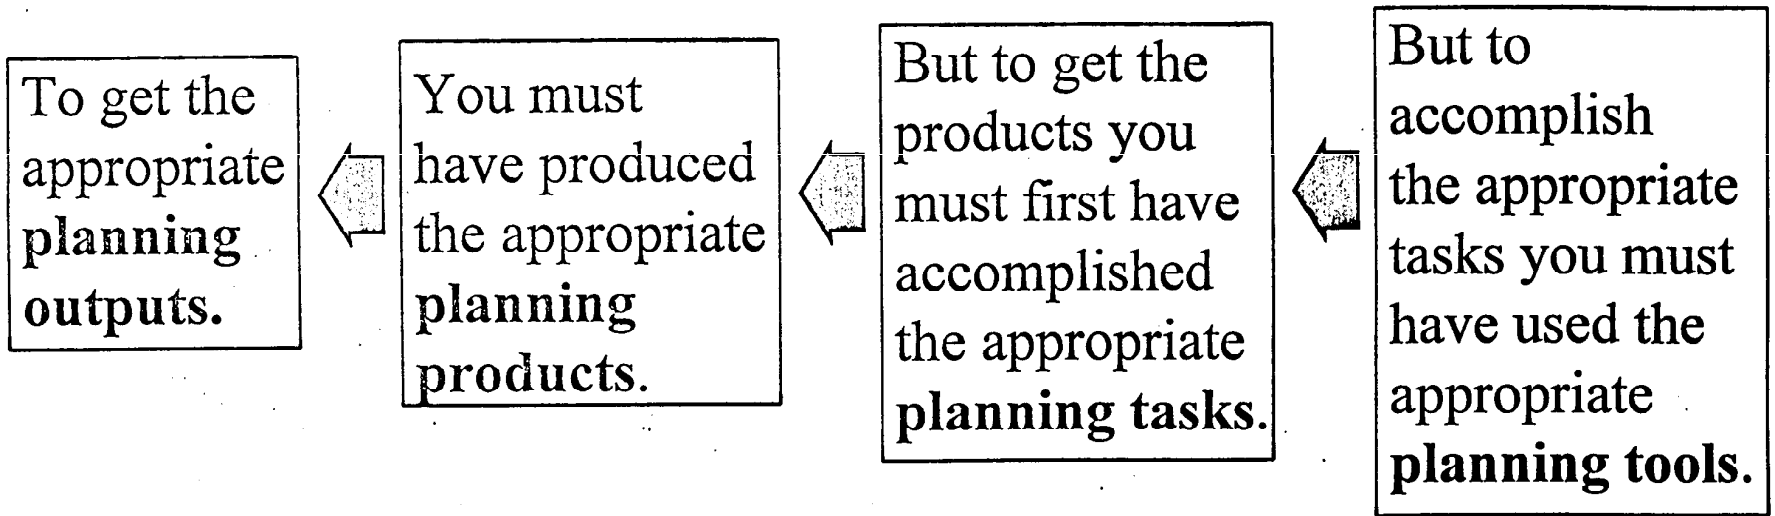 To get the
appropriate
planning
outputs.
You must
have produced
the appropriate
planning
products.
But to get the
products you
must first have
accomplished
the appropriate
planning tasks.
But to
accomplish
the appropriate
tasks you must
have used the
appropriate
planning tools.